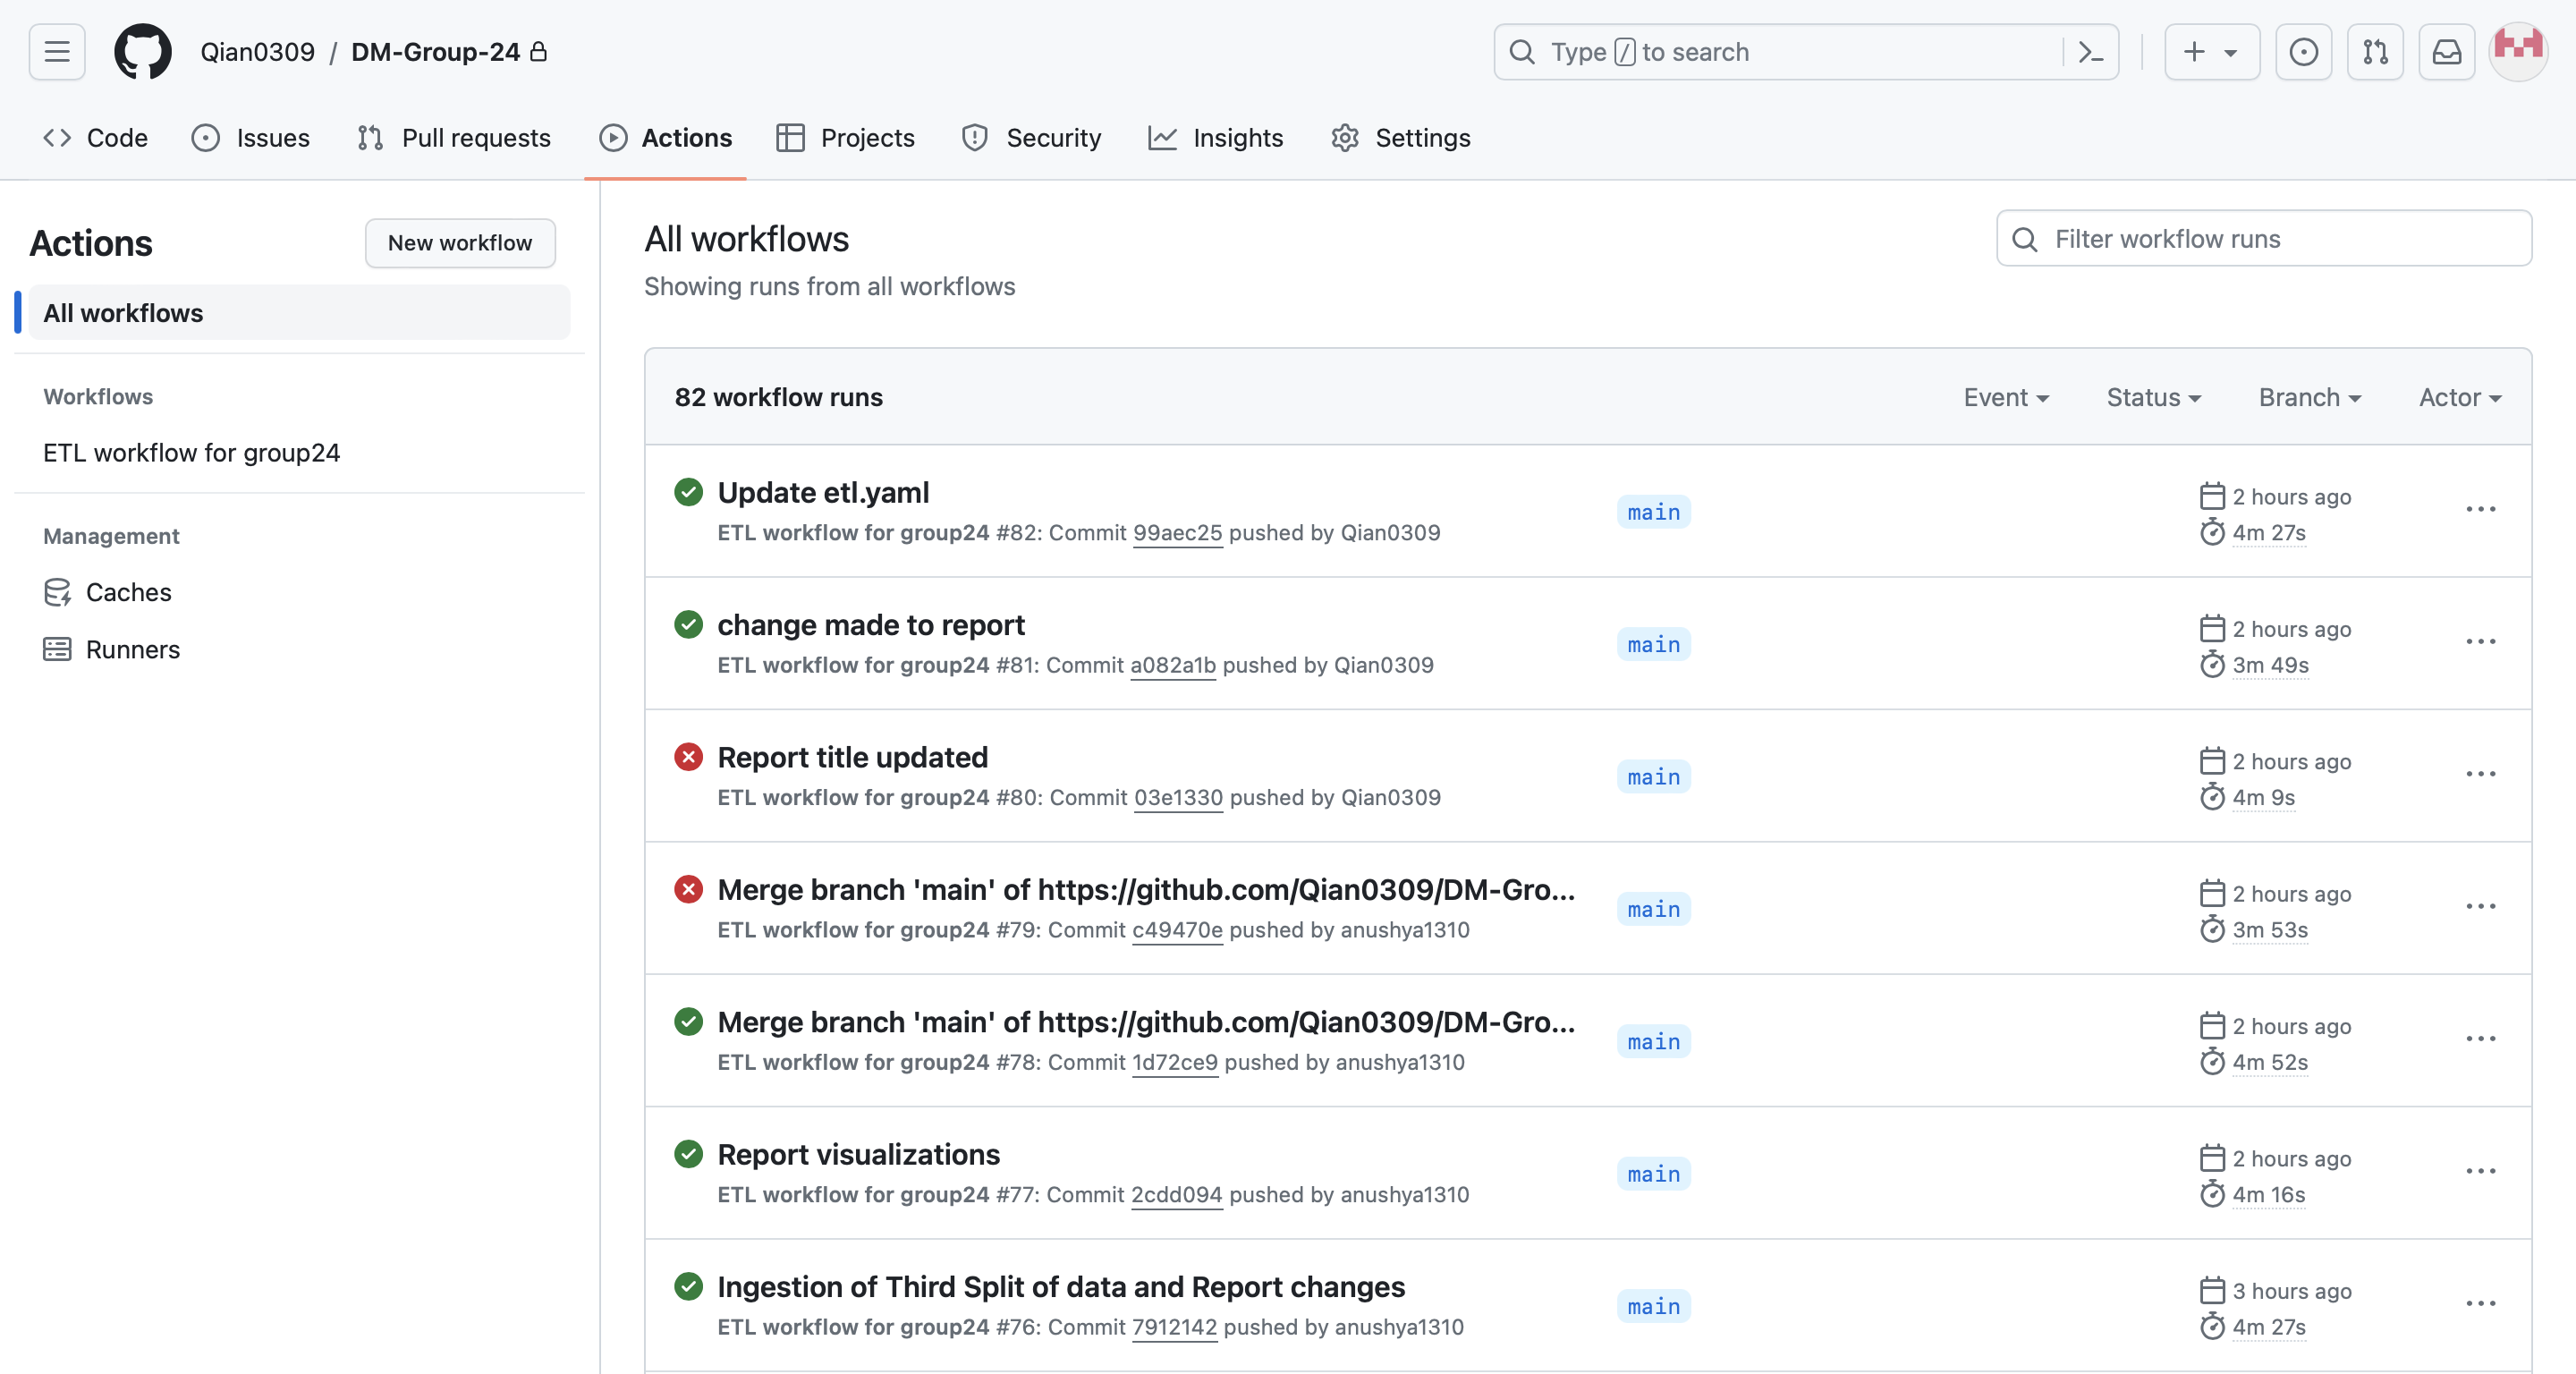 Qian0309 / DM-Group-24
Type / to search
Code
Issues
Pull requests
Actions
Projects
Security
Insights
Settings
Actions
New workflow
All workflows
Workflows
ETL workflow for group24
Management
Caches
Runners
All workflows
Showing runs from all workflows
Filter workflow runs
82 workflow runs
Event
Status
Branch
Actor
Update etl.yaml
ETL workflow for group24 #82: Commit 99aec25 pushed by Qian0309
main
2 hours ago
4m 27s
change made to report
ETL workflow for group24 #81: Commit a082a1b pushed by Qian0309
main
2 hours ago
3m 49s
Report title updated
ETL workflow for group24 #80: Commit 03e1330 pushed by Qian0309
main
2 hours ago
4m 9s
Merge branch 'main' of https://github.com/Qian0309/DM-Gro...
ETL workflow for group24 #79: Commit c49470e pushed by anushya1310
main
2 hours ago
3m 53s
Merge branch 'main' of https://github.com/Qian0309/DM-Gro...
ETL workflow for group24 #78: Commit 1d72ce9 pushed by anushya1310
main
2 hours ago
4m 52s
Report visualizations
ETL workflow for group24 #77: Commit 2cdd094 pushed by anushya1310
main
2 hours ago
4m 16s
Ingestion of Third Split of data and Report changes
ETL workflow for group24 #76: Commit 7912142 pushed by anushya1310
main
3 hours ago
4m 27s